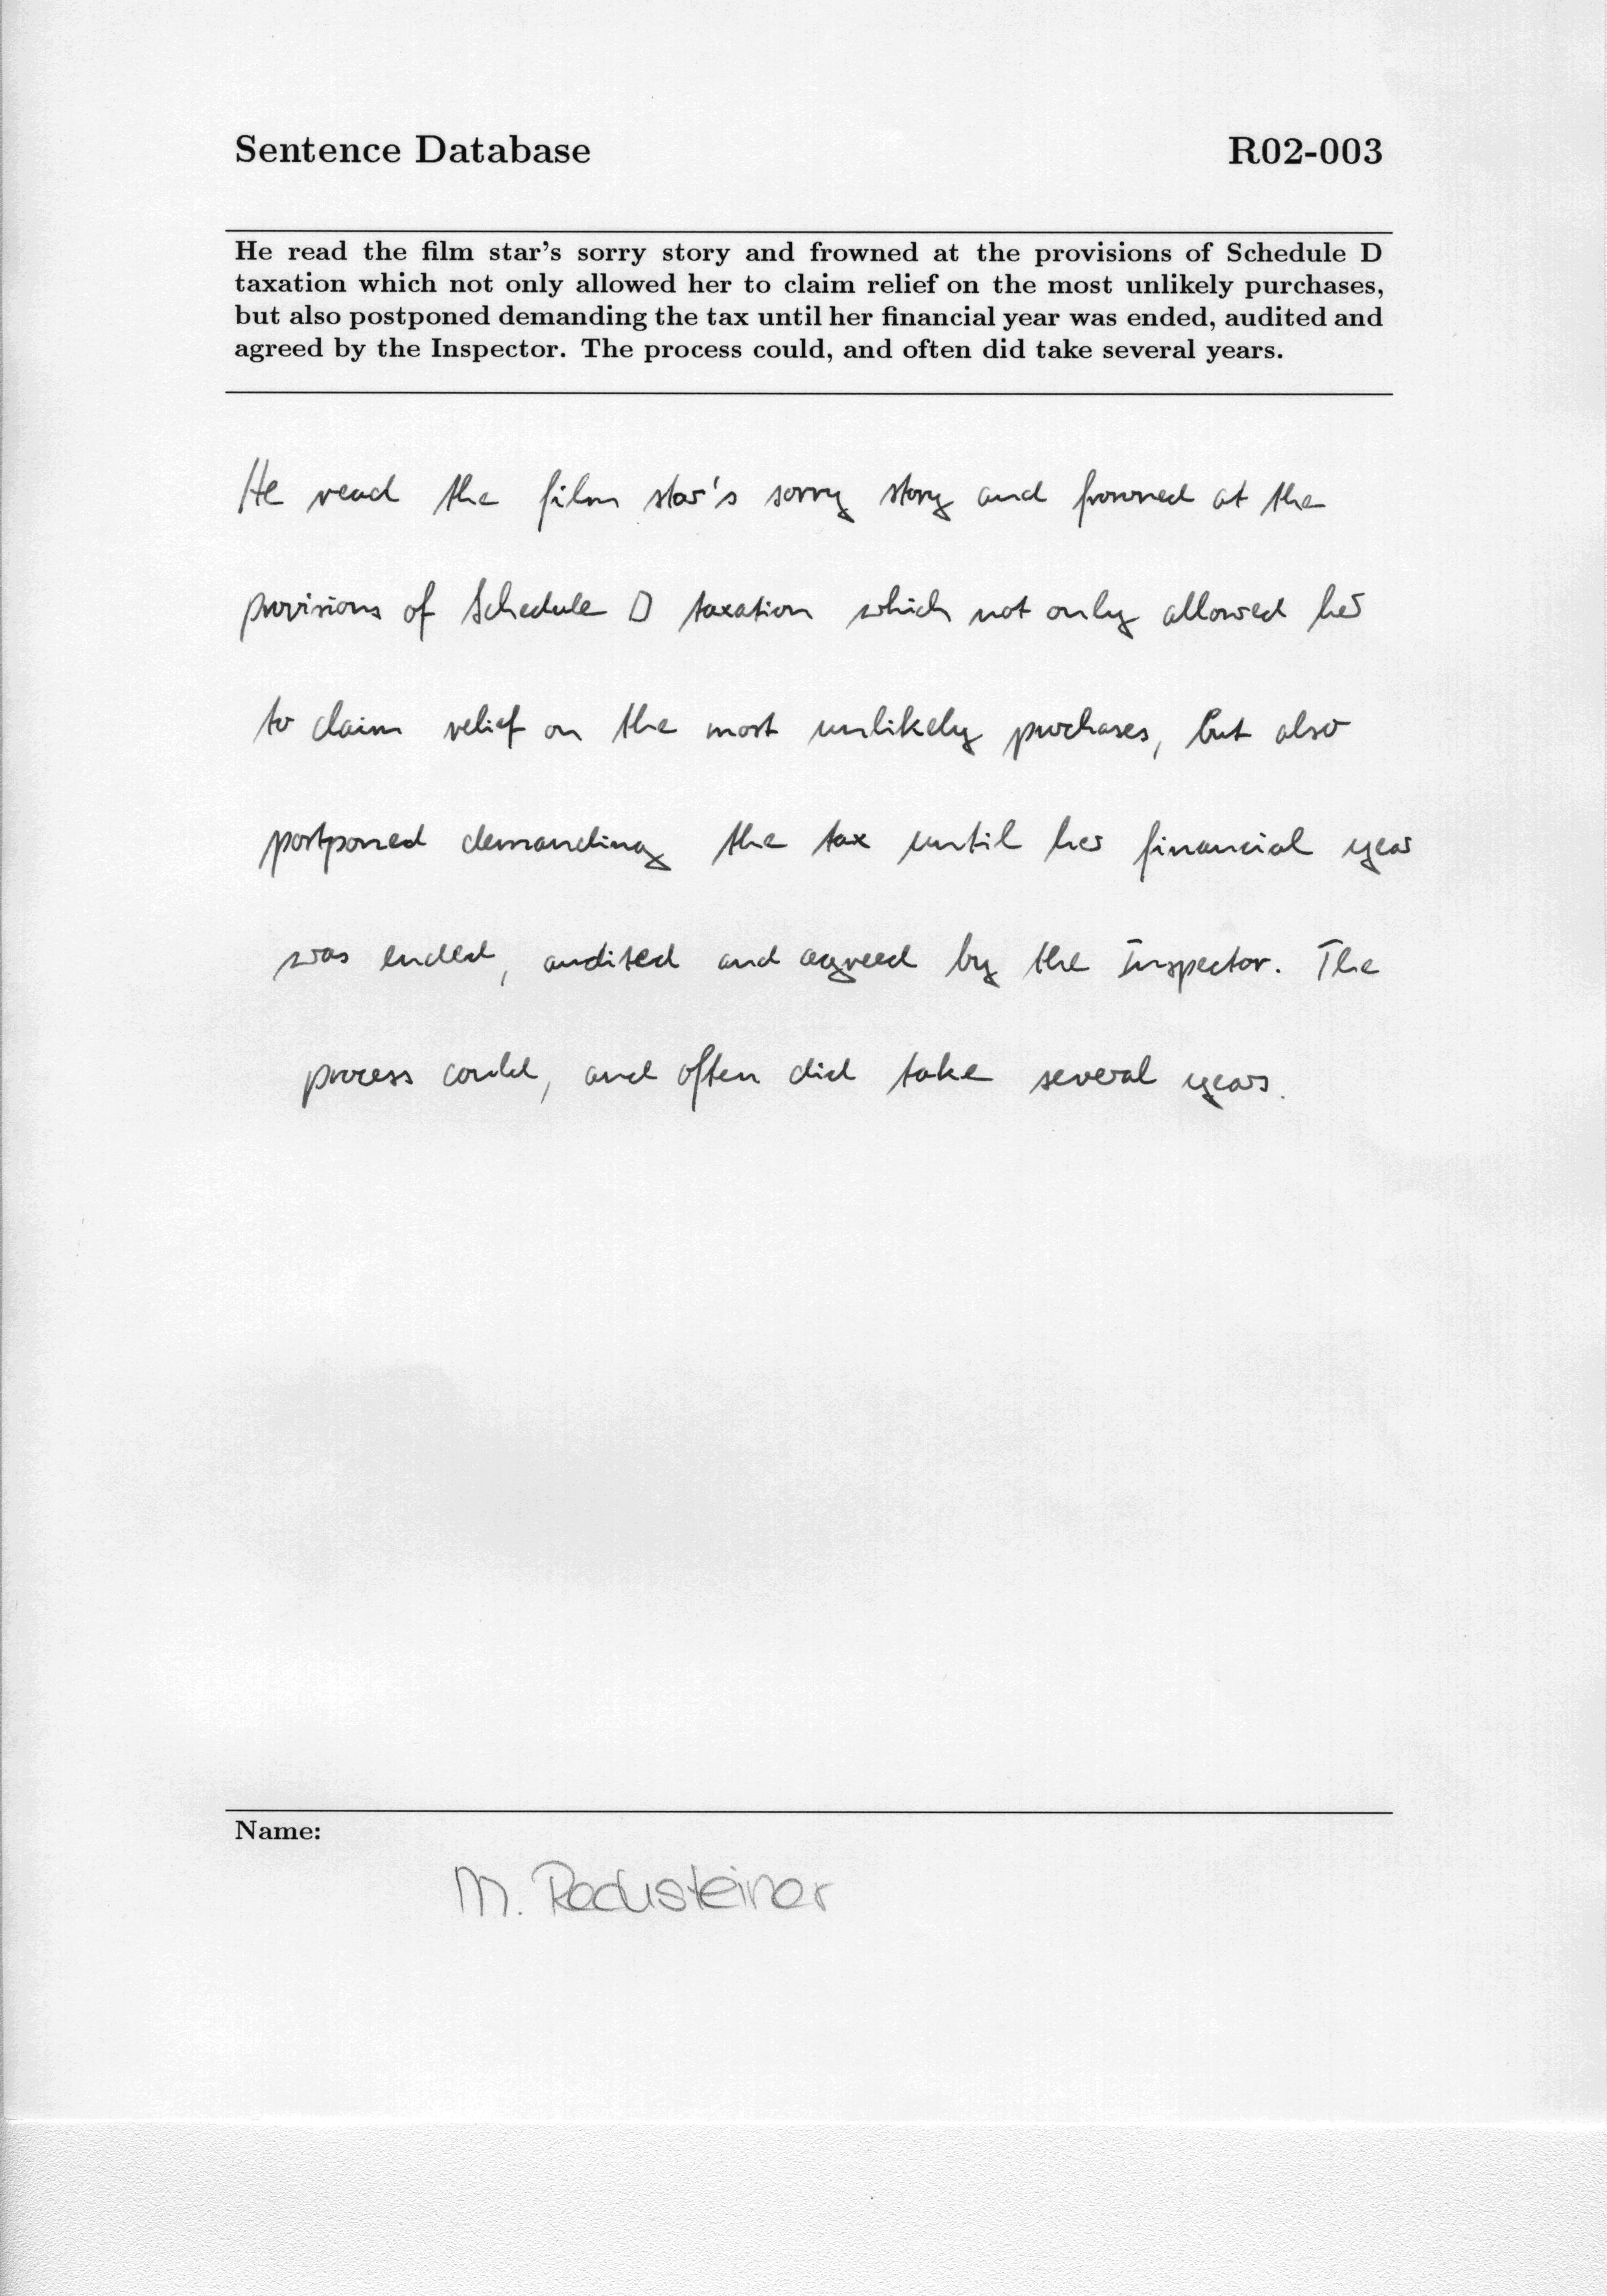 Sentence Database R02-003
He read the film star's sorry story and frowned at the provisions of Schedule D
taxation which not only allowed her to claim relief on the most unlikely purchases,
but also postponed demanding the tax until her financial year was ended, audited and
agreed by the Inspector. The process could, and often did take several years.
He read the film star's sorry story and frowned at the
provisions of Schedule D taxation which not only allowed her
to claim relief on the most unlikely purchases, but also
postponed demanding the tax until her financial year
was ended, audited and agreed by the Inspector. The
process could, and often did take several years.
Name:
M.